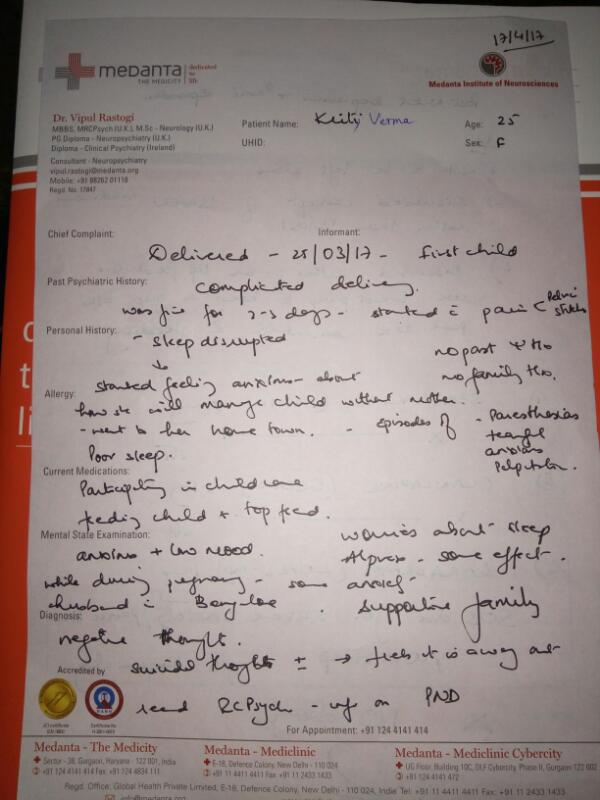 17/4/17
medanta
THE MEDICITY
dedicated to life
Medanta Institute of Neurosciences
Dr. Vipul Rastogi
MBBS, MRCPsych (U.K.), M.Sc - Neurology (U.K.)
PG Diploma - Neuropsychiatry (U.K.)
Diploma - Clinical Psychiatry (Ireland)
Consultant - Neuropsychiatry
vipul.rastogi@medanta.org
Mobile: +91 88262 01118
Regd. No. 17847
Patient Name: Verma
Age: 25
UHID:
Sex: F
Chief Complaint:
Informant:
Delivered - 25/03/17 - first child
Past Psychiatric History:
complicated delivery.
was fine for 2-3 days - started c pain < Pelvic stitches
Personal History:
- sleep disrupted
no past ΨHo
↓
started feeling anxious - about
no family Ho.
Allergy:
how she will manage child without mother.
- went to her home town. - episodes of - Paresthesias
tearful
anxious
Palpitation.
Poor sleep.
Current Medications:
Participating in child care
feeding child + top feed.
Mental State Examination:
worries about sleep
anxious + low mood.
Alprax - some effect.
while during pregnancy - some anxiety
husband in Bangalore. supportive family
Diagnosis:
negative thoughts.
suicidal thoughts ± → feels it is away out
Accredited by
read RCPsych - info on PND
For Appointment: +91 124 4141 414
Medanta - The Medicity
Sector - 38, Gurgaon, Haryana - 122 001, India
+91 124 4141 414 Fax: +91 124 4834 111
Medanta - Mediclinic
E-18, Defence Colony, New Delhi - 110 024
+91 11 4411 4411 Fax: +91 11 2433 1433
Medanta - Mediclinic Cybercity
UG Floor, Building 10C, DLF Cybercity, Phase II, Gurgaon 122 002
+91 124 4141 472
Regd. Office: Global Health Private Limited, E-18, Defence Colony, New Delhi - 110 024, India Tel: +91 11 4411 4411 Fax: +91 11 2433 1433
info@medanta.org